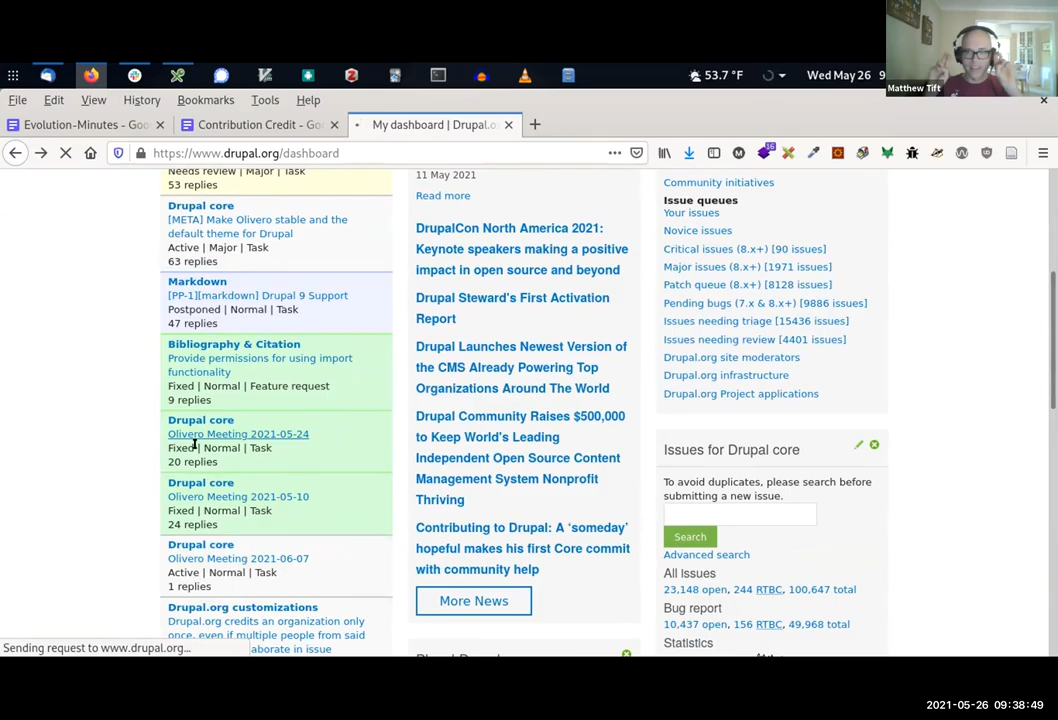 53.7 °F
Wed May 26 9
Matthew Tift
File Edit View History Bookmarks Tools Help
Evolution-Minutes - Goo
Contribution Credit - Goo
My dashboard | Drupal.o
https://www.drupal.org/dashboard
Needs review | Major | Task
53 replies
Drupal core
[META] Make Olivero stable and the
default theme for Drupal
Active | Major | Task
63 replies
Markdown
[PP-1][markdown] Drupal 9 Support
Postponed | Normal | Task
47 replies
Bibliography & Citation
Provide permissions for using import
functionality
Fixed | Normal | Feature request
9 replies
Drupal core
Olivero Meeting 2021-05-24
Fixed | Normal | Task
20 replies
Drupal core
Olivero Meeting 2021-05-10
Fixed | Normal | Task
24 replies
Drupal core
Olivero Meeting 2021-06-07
Active | Normal | Task
1 replies
Drupal.org customizations
Drupal.org credits an organization only
once, even if multiple people from said
aborate in issue
Sending request to www.drupal.org...
11 May 2021
Read more
DrupalCon North America 2021:
Keynote speakers making a positive
impact in open source and beyond
Drupal Steward's First Activation
Report
Drupal Launches Newest Version of
the CMS Already Powering Top
Organizations Around The World
Drupal Community Raises $500,000
to Keep World's Leading
Independent Open Source Content
Management System Nonprofit
Thriving
Contributing to Drupal: A 'someday'
hopeful makes his first Core commit
with community help
More News
Community initiatives
Issue queues
Your issues
Novice issues
Critical issues (8.x+) [90 issues]
Major issues (8.x+) [1971 issues]
Patch queue (8.x+) [8128 issues]
Pending bugs (7.x & 8.x+) [9886 issues]
Issues needing triage [15436 issues]
Issues needing review [4401 issues]
Drupal.org site moderators
Drupal.org infrastructure
Drupal.org Project applications
Issues for Drupal core
To avoid duplicates, please search before
submitting a new issue.
Search
Advanced search
All issues
23,148 open, 244 RTBC, 100,647 total
Bug report
10,437 open, 156 RTBC, 49,968 total
Statistics
2021-05-26 09:38:49